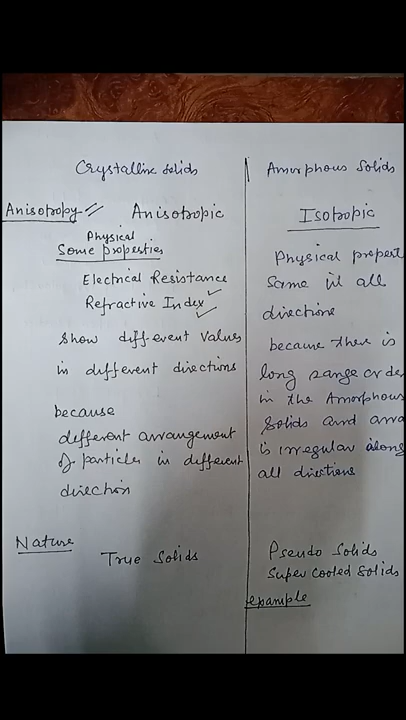 Crystalline solids
Amorphous Solids
Anisotropy Anisotropic
Isotropic
Physical
Some properties
Electrical Resistance
Refractive Index
Show different values
in different directions
because
different arrangement
of particles in different
direction
Physical propert
Same in all
directions
because there is
long range order
in the Amorphous
Solids and arra
is irregular along
all directions
Nature
True Solids
Pseudo Solids
Super Cooled Solids
example